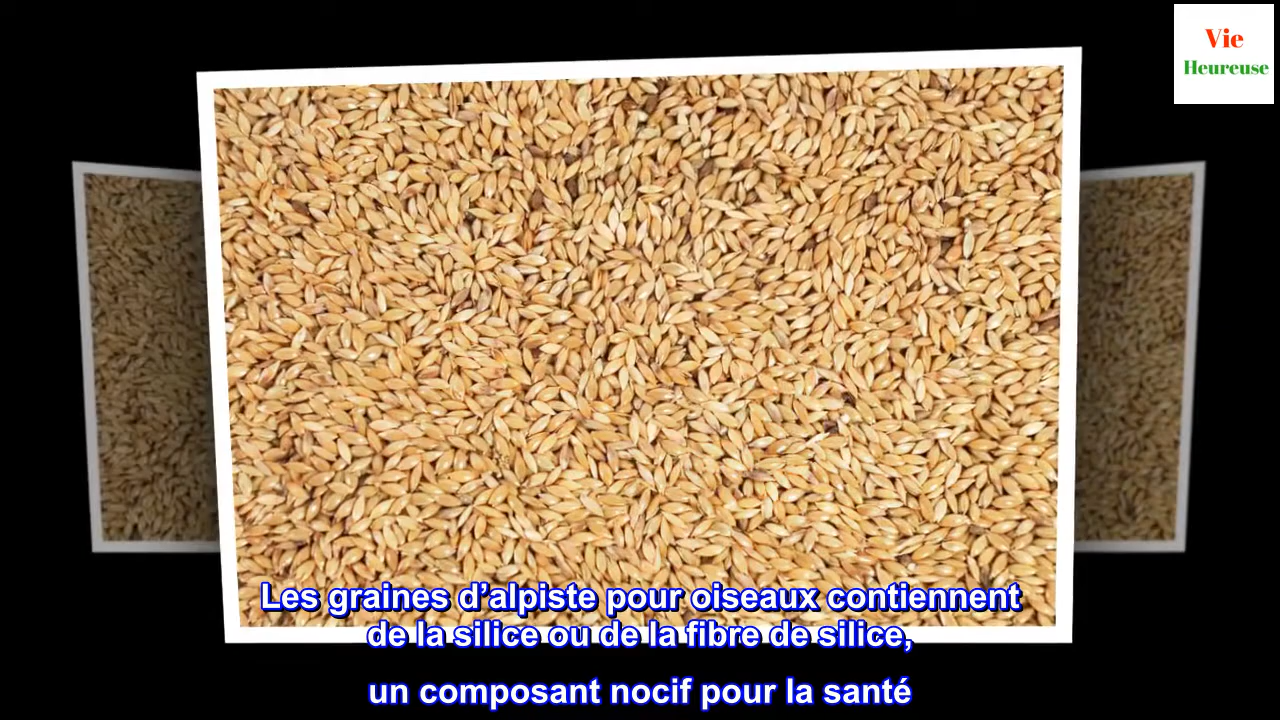 Vie
Heureuse
Les graines d’alpiste pour oiseaux contiennent
de la silice ou de la fibre de silice,
un composant nocif pour la santé